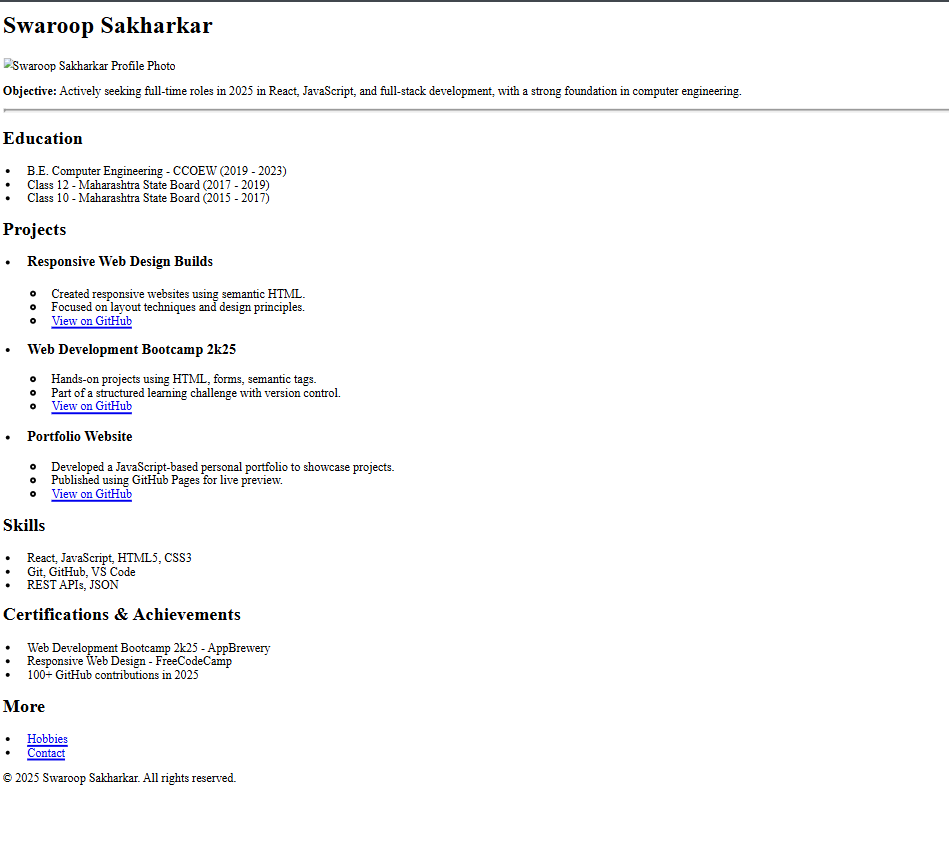 Swaroop Sakharkar
Swaroop Sakharkar Profile Photo
Objective: Actively seeking full-time roles in 2025 in React, JavaScript, and full-stack development, with a strong foundation in computer engineering.
Education
• B.E. Computer Engineering - CCOEW (2019 - 2023)
• Class 12 - Maharashtra State Board (2017 - 2019)
• Class 10 - Maharashtra State Board (2015 - 2017)
Projects
• Responsive Web Design Builds
Created responsive websites using semantic HTML.
Focused on layout techniques and design principles.
View on GitHub
• Web Development Bootcamp 2k25
Hands-on projects using HTML, forms, semantic tags.
Part of a structured learning challenge with version control.
View on GitHub
• Portfolio Website
Developed a JavaScript-based personal portfolio to showcase projects.
Published using GitHub Pages for live preview.
View on GitHub
Skills
• React, JavaScript, HTML5, CSS3
• Git, GitHub, VS Code
• REST APIs, JSON
Certifications & Achievements
• Web Development Bootcamp 2k25 - AppBrewery
• Responsive Web Design - FreeCodeCamp
• 100+ GitHub contributions in 2025
More
• Hobbies
• Contact
© 2025 Swaroop Sakharkar. All rights reserved.